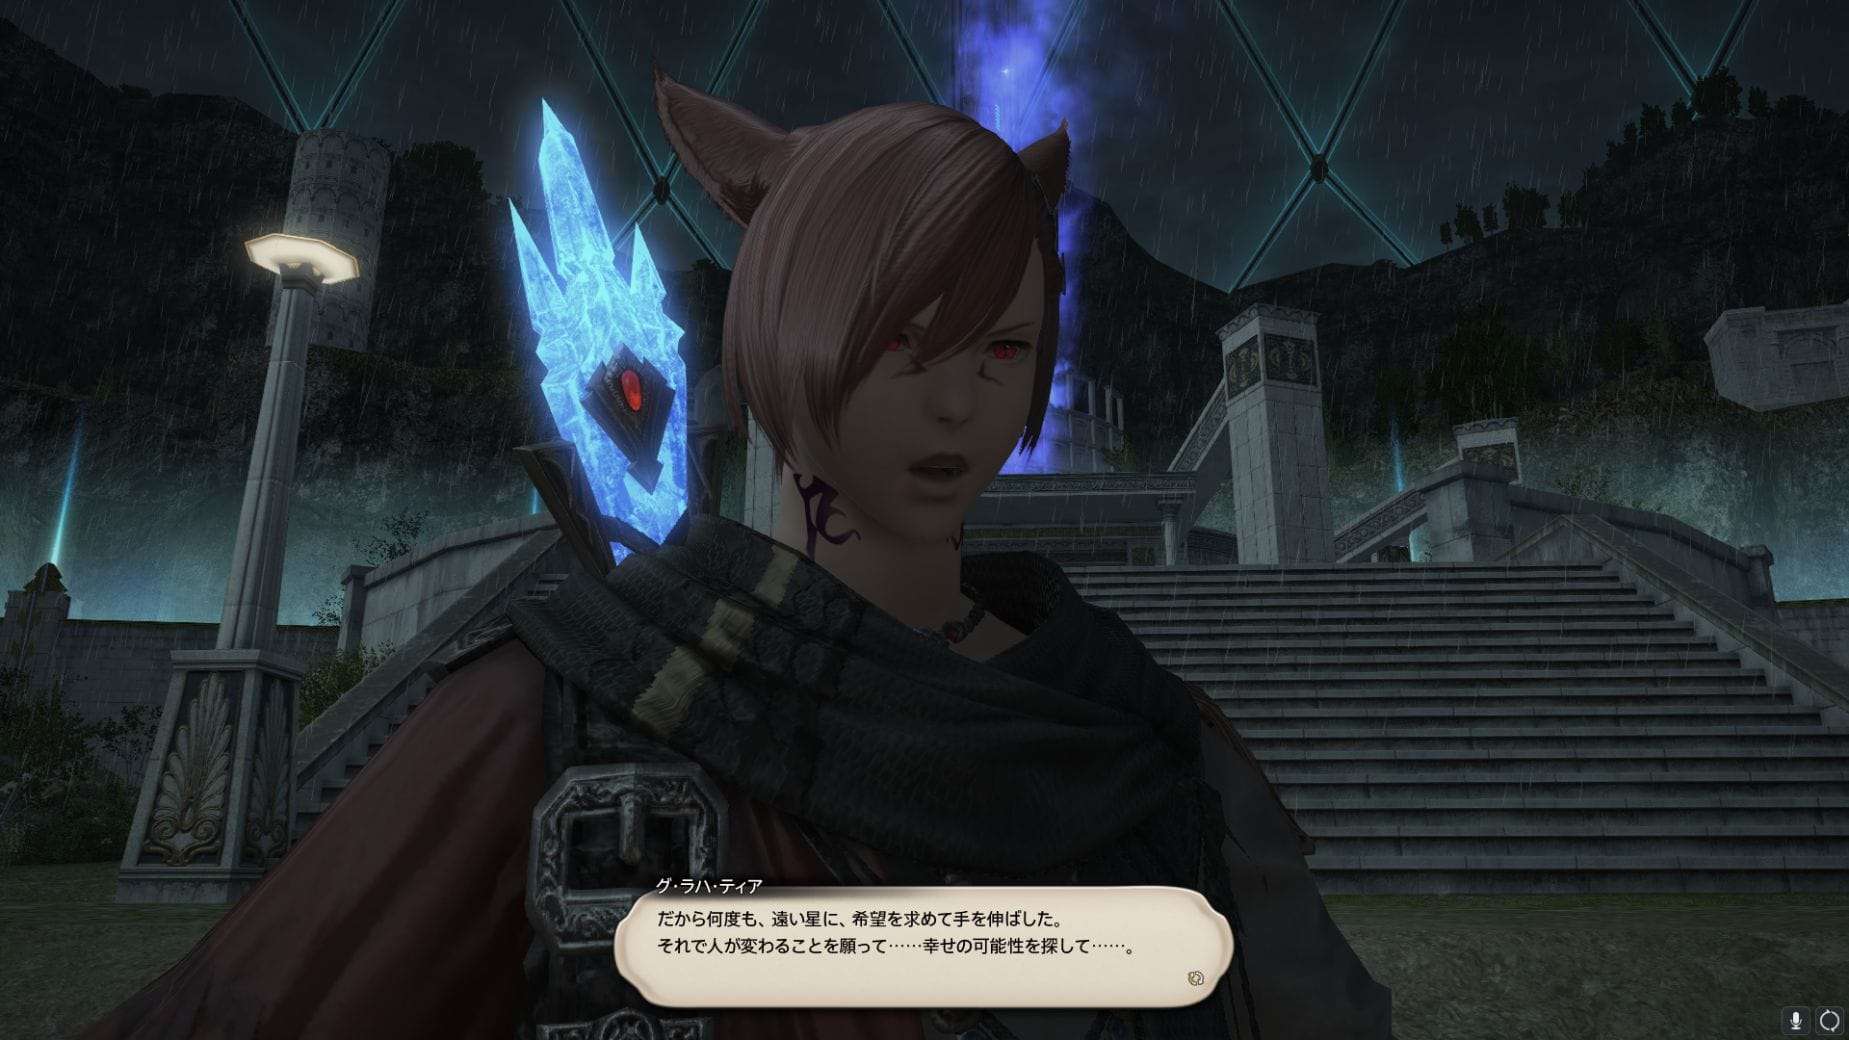 グ・ラハ・ティア
だから何度も、遠い星に、希望を求めて手を伸ばした。
それで人が変わることを願って……幸せの可能性を探して……。